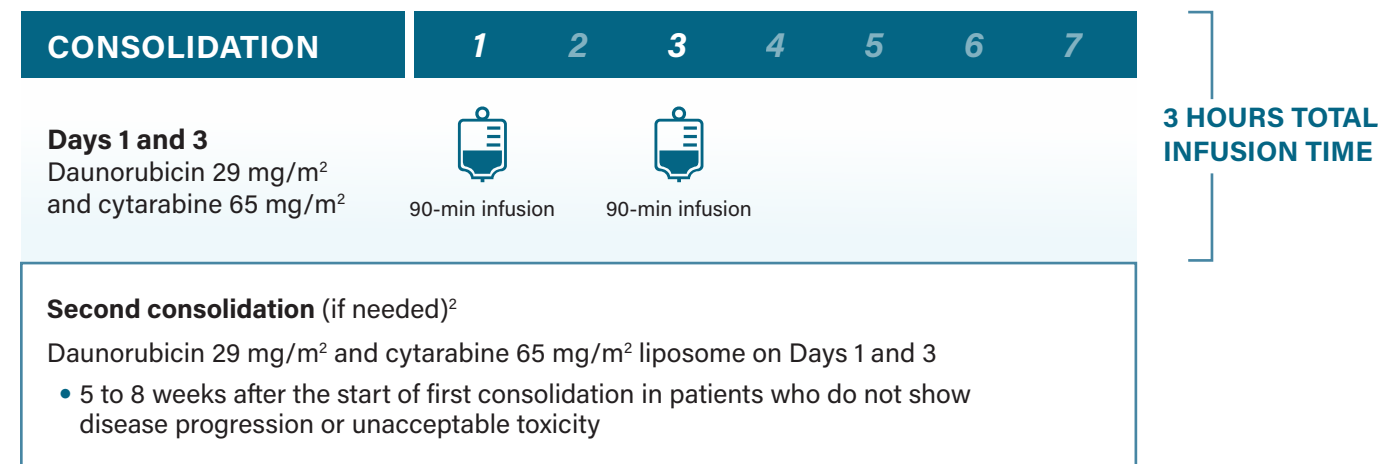 CONSOLIDATION 1 2 3 4 5 6 7
Days 1 and 3
Daunorubicin 29 mg/m²
and cytarabine 65 mg/m²
90-min infusion 90-min infusion
3 HOURS TOTAL
INFUSION TIME
Second consolidation (if needed)²
Daunorubicin 29 mg/m² and cytarabine 65 mg/m² liposome on Days 1 and 3
• 5 to 8 weeks after the start of first consolidation in patients who do not show
disease progression or unacceptable toxicity